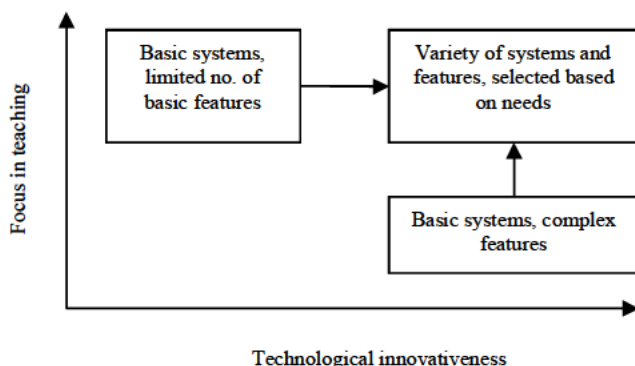 Focus in teaching
Basic systems,
limited no. of
basic features
Variety of systems and
features, selected based
on needs
Basic systems, complex
features
Technological innovativeness